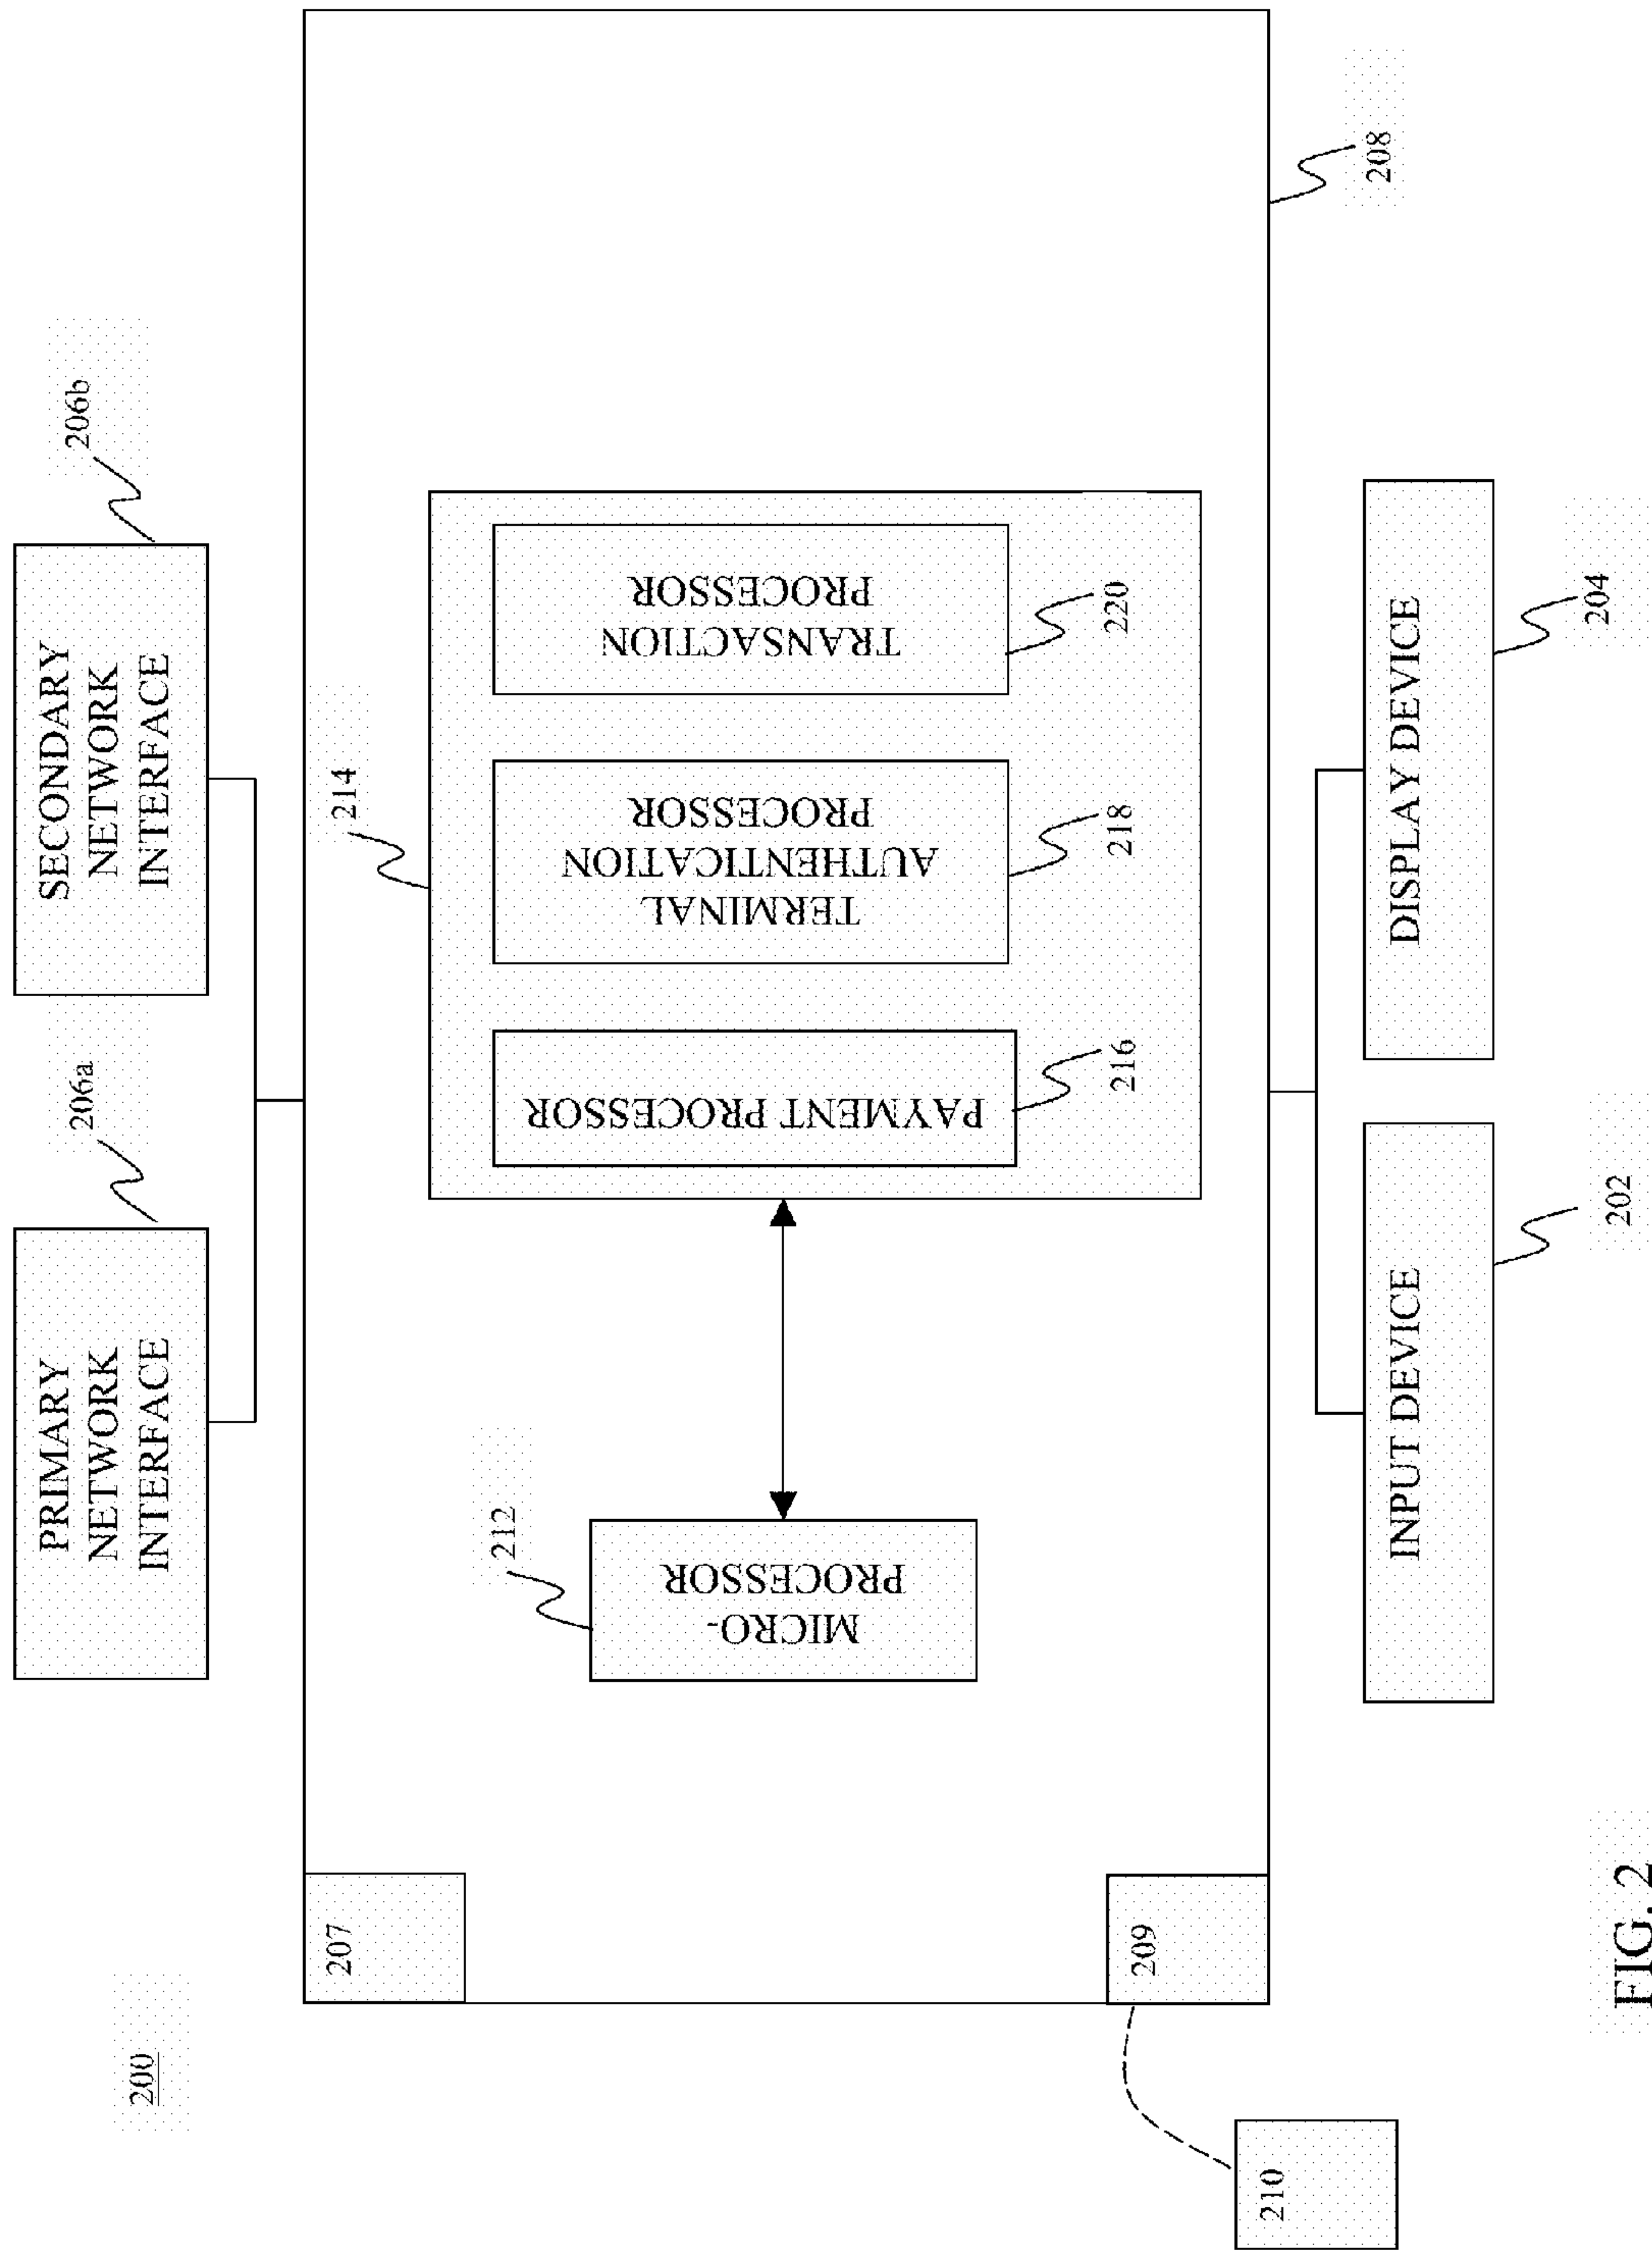 200
PRIMARY
NETWORK
INTERFACE
206a
SECONDARY
NETWORK
INTERFACE
206b
207
214
212
MICRO-
PROCESSOR
PAYMENT PROCESSOR
216
TERMINAL
AUTHENTICATION
PROCESSOR
218
TRANSACTION
PROCESSOR
220
209
210
208
INPUT DEVICE
202
DISPLAY DEVICE
204
FIG. 2